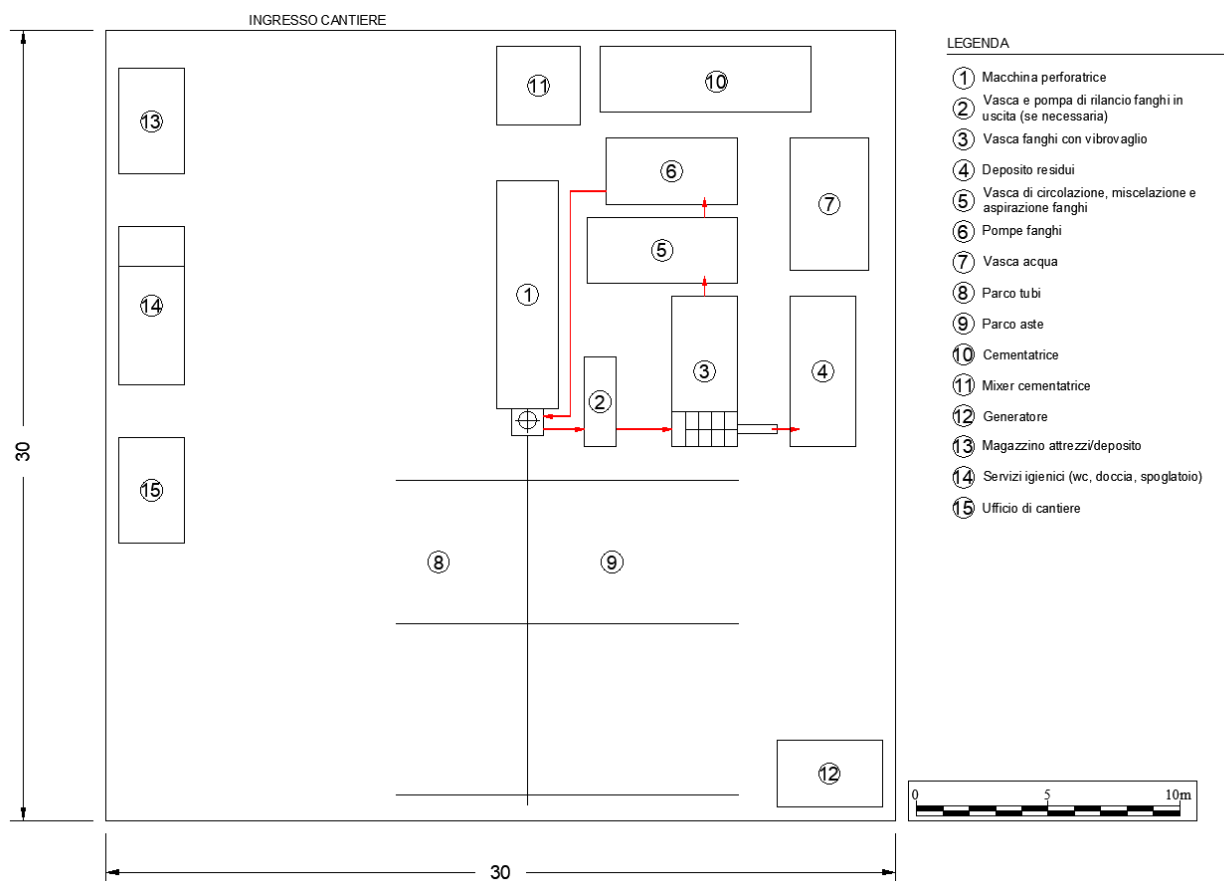 INGRESSO CANTIERE
LEGENDA
1 Macchina perforatrice
2 Vasca e pompa di rilancio fanghi in
uscita (se necessaria)
3 Vasca fanghi con vibrovaglio
4 Deposito residui
5 Vasca di circolazione, miscelazione e
aspirazione fanghi
6 Pompe fanghi
7 Vasca acqua
8 Parco tubi
9 Parco aste
10 Cementatrice
11 Mixer cementatrice
12 Generatore
13 Magazzino attrezzi/deposito
14 Servizi igienici (wc, doccia, spoglatoio)
15 Ufficio di cantiere
13
11
10
6
7
14
5
1
3
4
2
15
30
8
9
12
0 5 10m
30